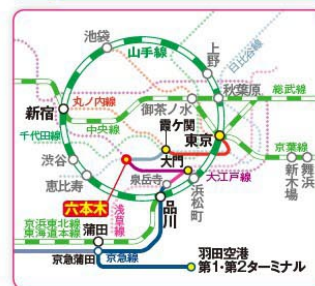 池袋
山手線
日比谷線
上野
丸ノ内線
御茶ノ水
秋葉原
総武線
新宿
中央線
霞ケ関
東京
千代田線
大門
京葉線
渋谷
泉岳寺
大江戸線
恵比寿
浜松町
新木場
舞浜
六本木
浅草線
品川
京浜東北線
東海道本線
蒲田
京急蒲田
京急線
羽田空港
第1・第2ターミナル